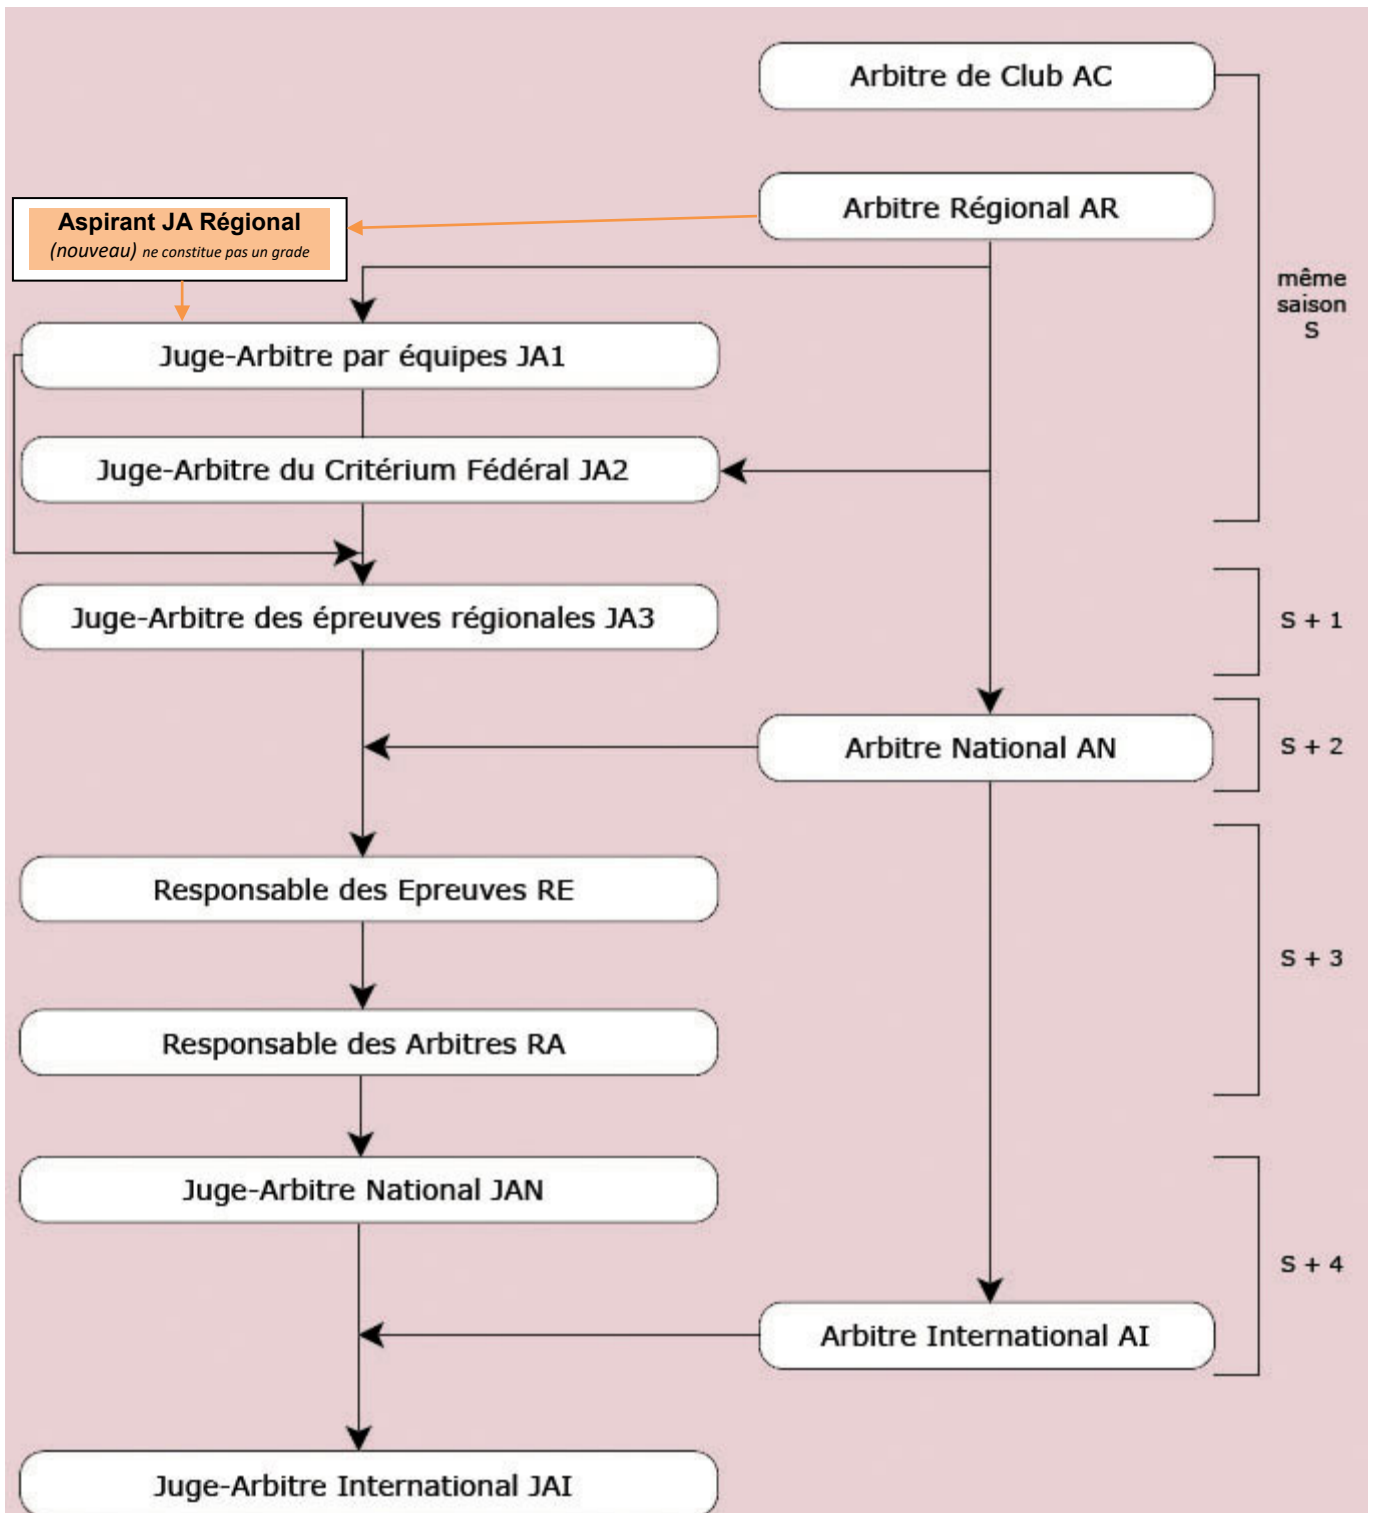 Arbitre de Club AC
Arbitre Régional AR
Aspirant JA Régional
(nouveau) ne constitue pas un grade
même
saison
S
Juge-Arbitre par équipes JA1
Juge-Arbitre du Critérium Fédéral JA2
Juge-Arbitre des épreuves régionales JA3
S + 1
Arbitre National AN
S + 2
Responsable des Epreuves RE
S + 3
Responsable des Arbitres RA
Juge-Arbitre National JAN
S + 4
Arbitre International AI
Juge-Arbitre International JAI